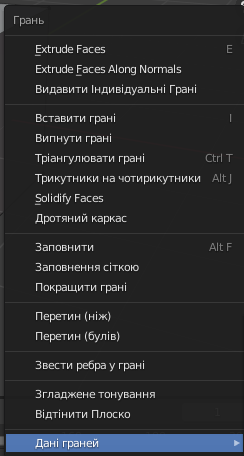 Грань
Extrude Faces E
Extrude Faces Along Normals
Видавити Індивідуальні Грані
Вставити грані I
Випнути грані
Тріангулювати грані Ctrl T
Трикутники на чотирикутники Alt J
Solidify Faces
Дротяний каркас
Заповнити Alt F
Заповнення сіткою
Покращити грані
Перетин (ніж)
Перетин (булів)
Звести ребра у грані
Згладжене тонування
Відтінити Плоско
Дані граней